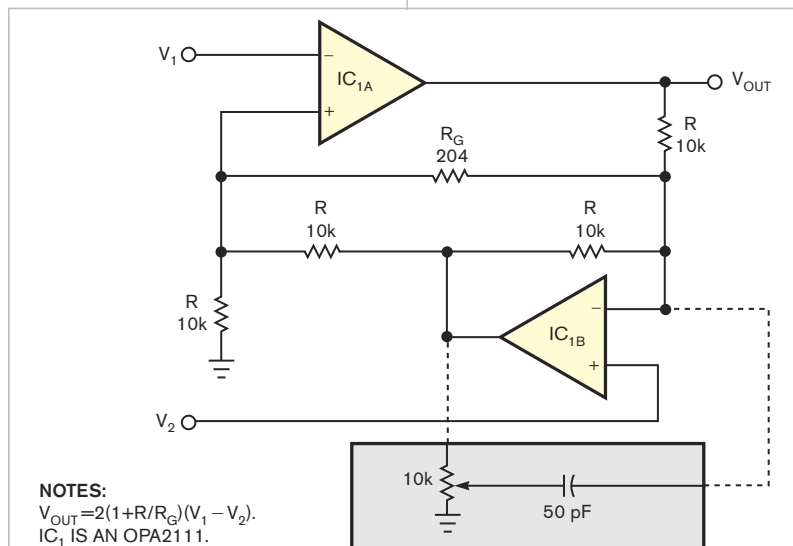 V1
−
IC1A
+
VOUT
R
10k
RG
204
R
10k
R
10k
R
10k
−
IC1B
+
V2
10k
50 pF
NOTES:
VOUT=2(1+R/RG)(V1−V2).
IC1 IS AN OPA2111.